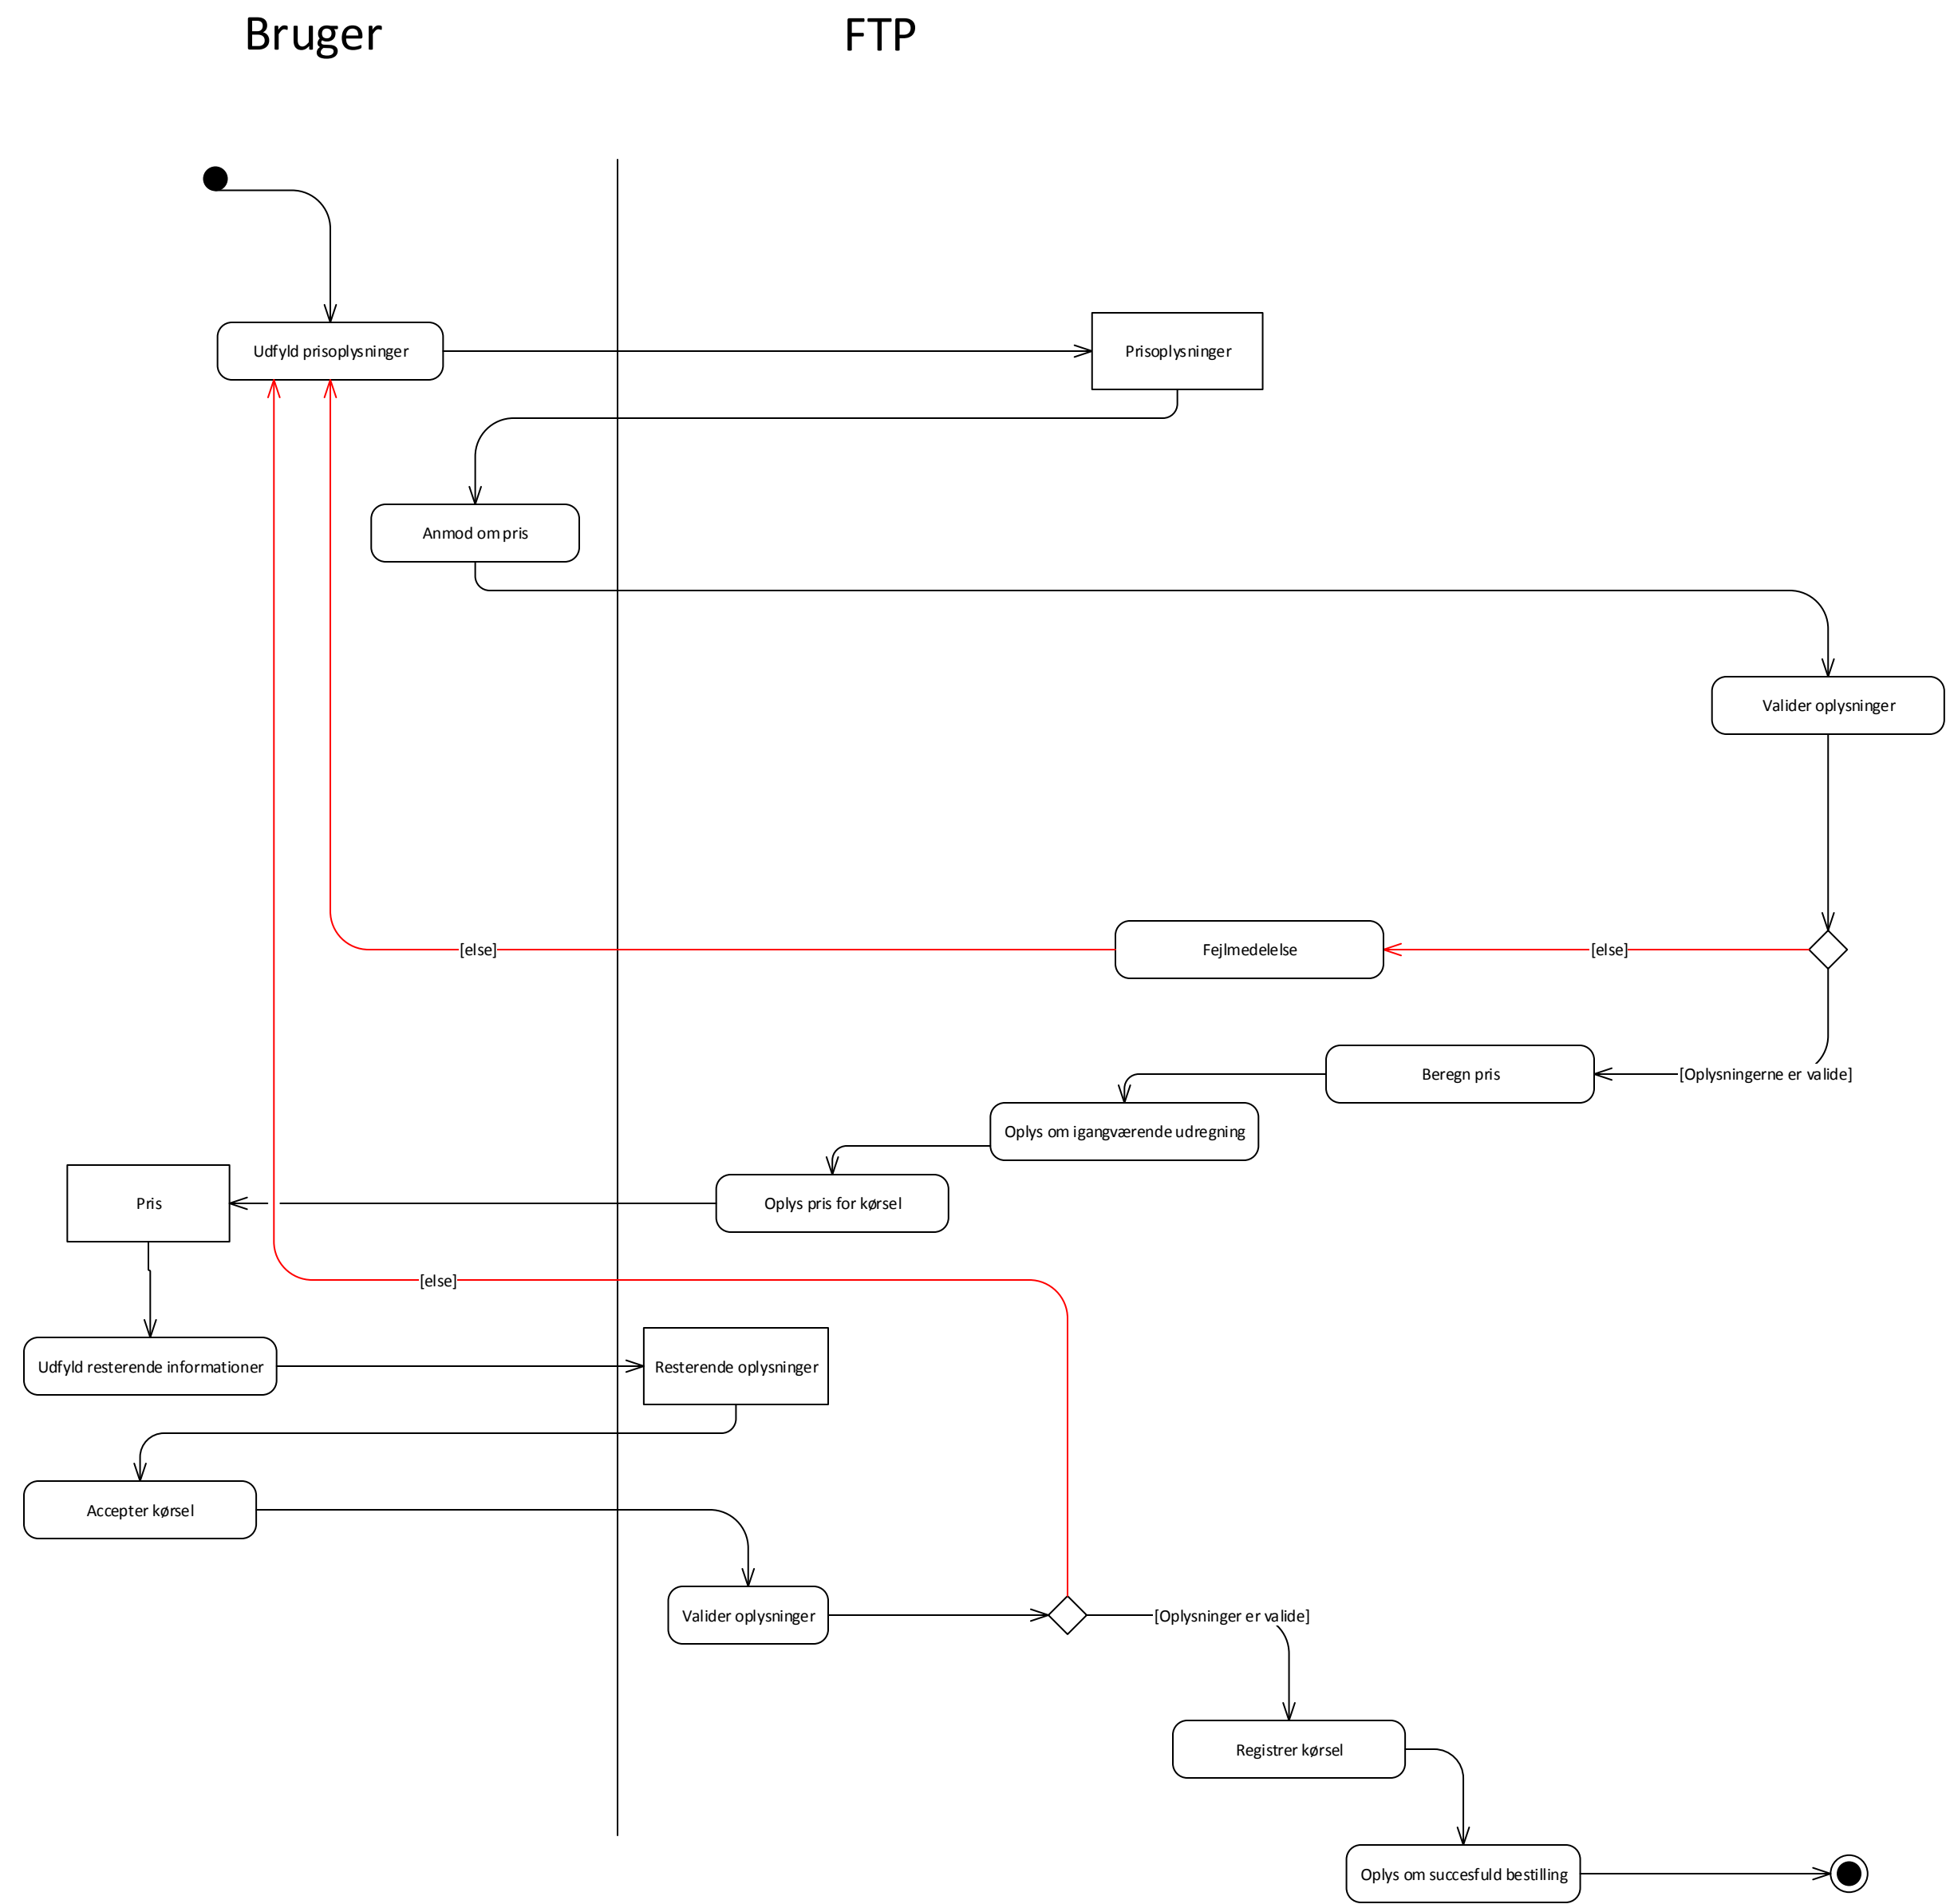 Bruger
FTP
Udfyld prisoplysninger
Prisoplysninger
Anmod om pris
Valider oplysninger
[else]
Fejlmedelelse
[else]
Beregn pris
[Oplysningerne er valide]
Oplys om igangværende udregning
Pris
Oplys pris for kørsel
[else]
Udfyld resterende informationer
Resterende oplysninger
Accepter kørsel
Valider oplysninger
[Oplysninger er valide]
Registrer kørsel
Oplys om succesfuld bestilling